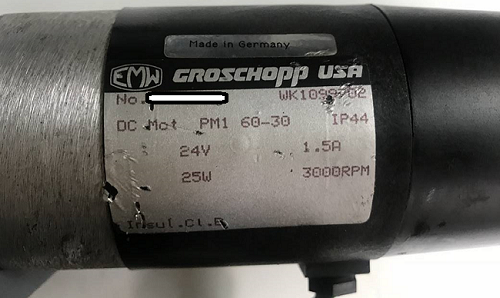 Made in Germany
EMW GROSCHOPP USA
No. WK1099702
DC Mot PM1 60-30 IP44
24V 1.5A
25W 3000RPM
Insul.Cl.E